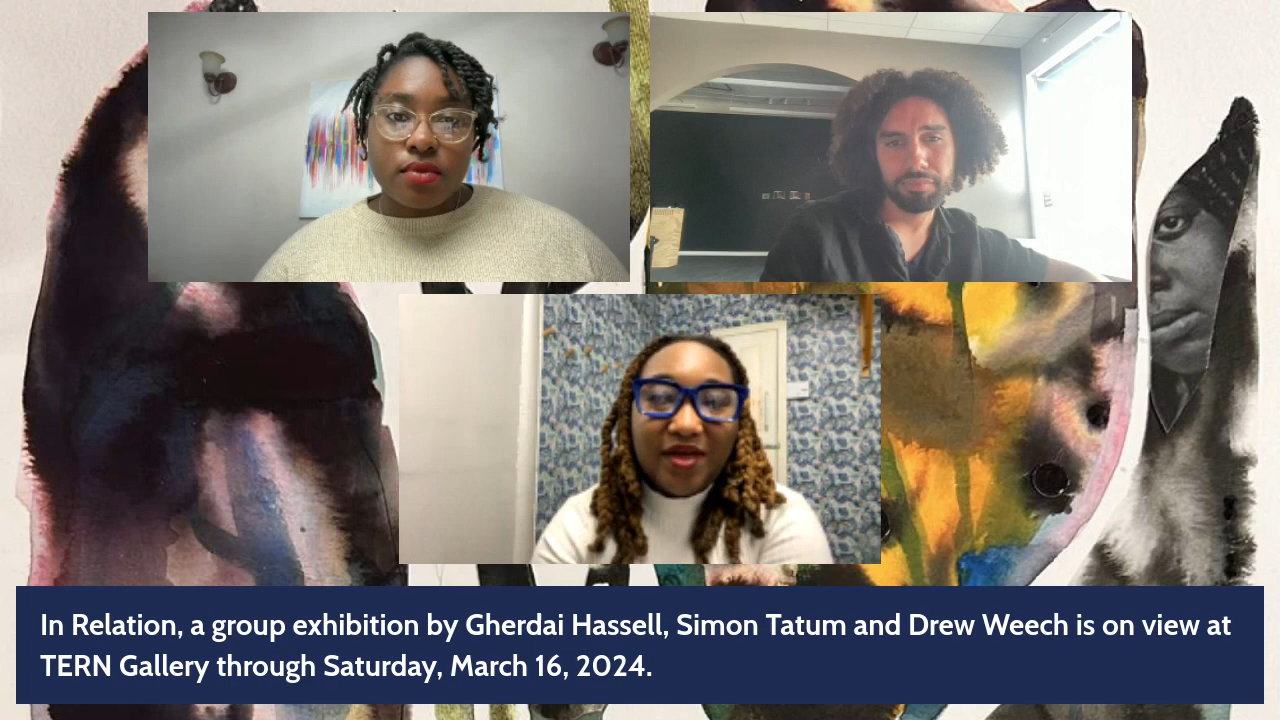 In Relation, a group exhibition by Gherdai Hassell, Simon Tatum and Drew Weech is on view at
TERN Gallery through Saturday, March 16, 2024.